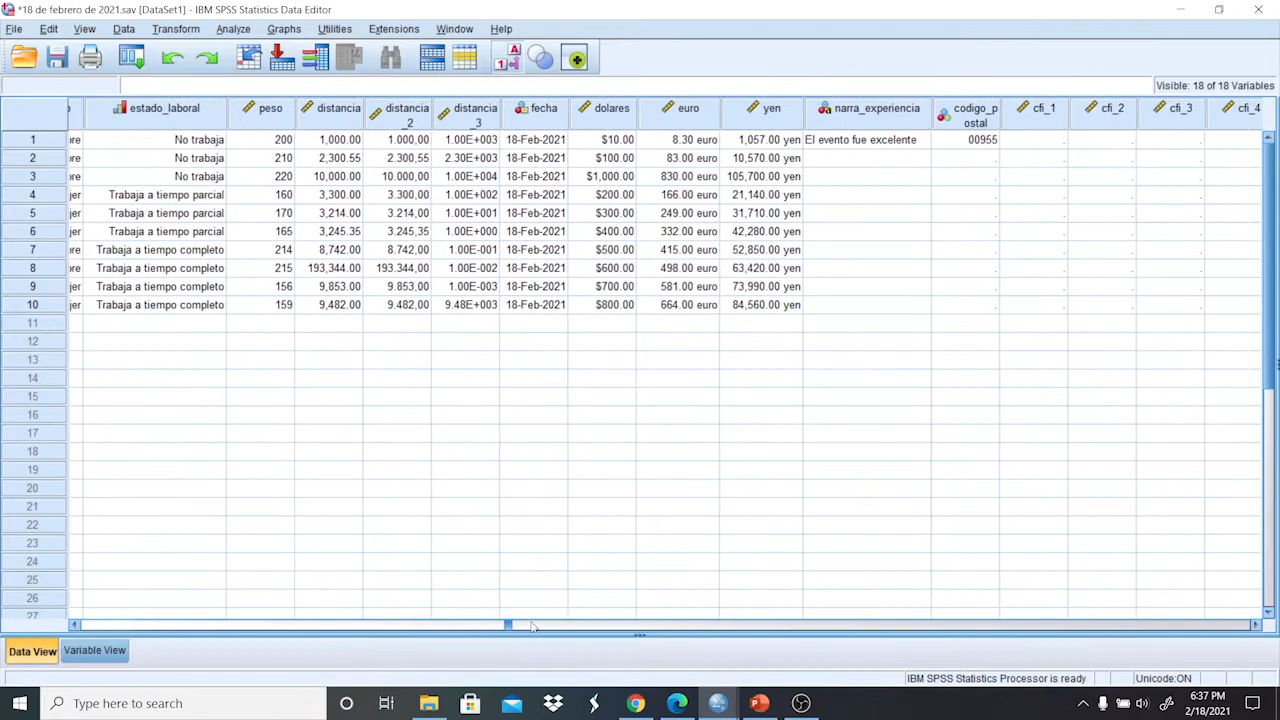 *18 de febrero de 2021.sav [DataSet1] - IBM SPSS Statistics Data Editor
File Edit View Data Transform Graphs Analyze Utilities Extensions Window Help
Visible: 18 of 18 Variables
estado_laboral peso distancia distancia_2 distancia_3 fecha dolares euro yen narra_experiencia codigo_postal cfi_1 cfi_2 cfi_3 cfi_4
1 ore No trabaja 200 1,000.00 1.000,00 1.00E+003 18-Feb-2021 $10.00 8.30 euro 1,057.00 yen El evento fue excelente 00955 . . . 
2 ore No trabaja 210 2,300.55 2.300,55 2.30E+003 18-Feb-2021 $100.00 83.00 euro 10,570.00 yen . . . .
3 ore No trabaja 220 10,000.00 10.000,00 1.00E+004 18-Feb-2021 $1,000.00 830.00 euro 105,700.00 yen . . . .
4 jer Trabaja a tiempo parcial 160 3,300.00 3.300,00 1.00E+002 18-Feb-2021 $200.00 166.00 euro 21,140.00 yen . . . .
5 jer Trabaja a tiempo parcial 170 3,214.00 3.214,00 1.00E+001 18-Feb-2021 $300.00 249.00 euro 31,710.00 yen . . . .
6 jer Trabaja a tiempo parcial 165 3,245.35 3.245,35 1.00E+000 18-Feb-2021 $400.00 332.00 euro 42,280.00 yen . . . .
7 ore Trabaja a tiempo completo 214 8,742.00 8.742,00 1.00E-001 18-Feb-2021 $500.00 415.00 euro 52,850.00 yen . . . .
8 ore Trabaja a tiempo completo 215 193,344.00 193.344,00 1.00E-002 18-Feb-2021 $600.00 498.00 euro 63,420.00 yen . . . .
9 jer Trabaja a tiempo completo 156 9,853.00 9.853,00 1.00E-003 18-Feb-2021 $700.00 581.00 euro 73,990.00 yen . . . .
10 jer Trabaja a tiempo completo 159 9,482.00 9.482,00 9.48E+003 18-Feb-2021 $800.00 664.00 euro 84,560.00 yen . . . .
11
12
13
14
15
16
17
18
19
20
21
22
23
24
25
26
27
Data View Variable View
IBM SPSS Statistics Processor is ready Unicode:ON
Type here to search
6:37 PM
2/18/2021